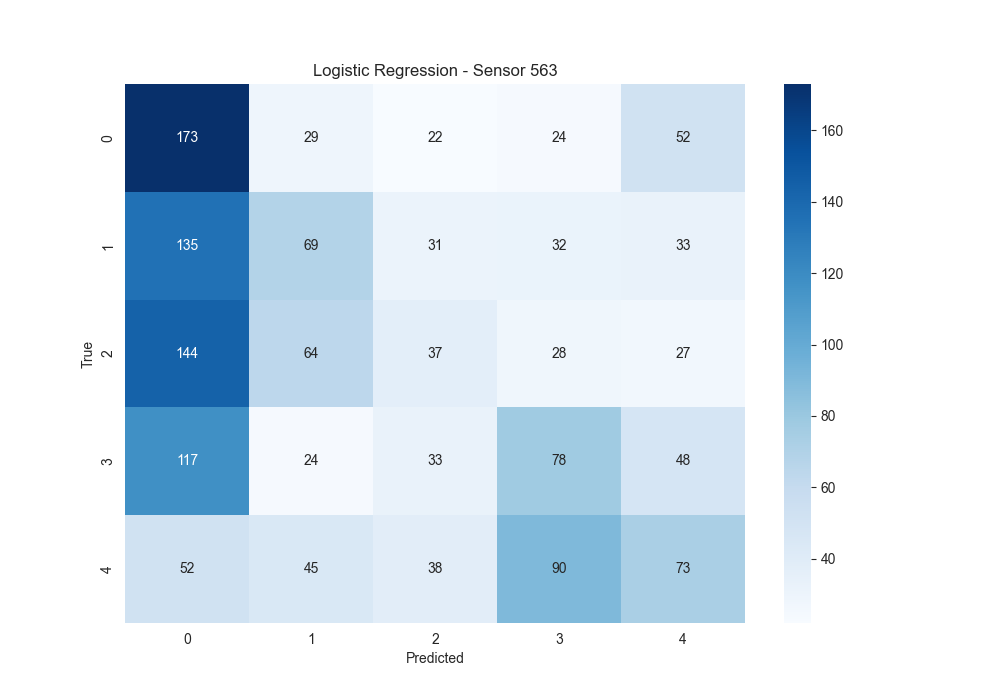 Logistic Regression - Sensor 563
0 173 29 22 24 52
1 135 69 31 32 33
2 144 64 37 28 27
3 117 24 33 78 48
4 52 45 38 90 73
0 1 2 3 4
Predicted
True
160
140
120
100
80
60
40